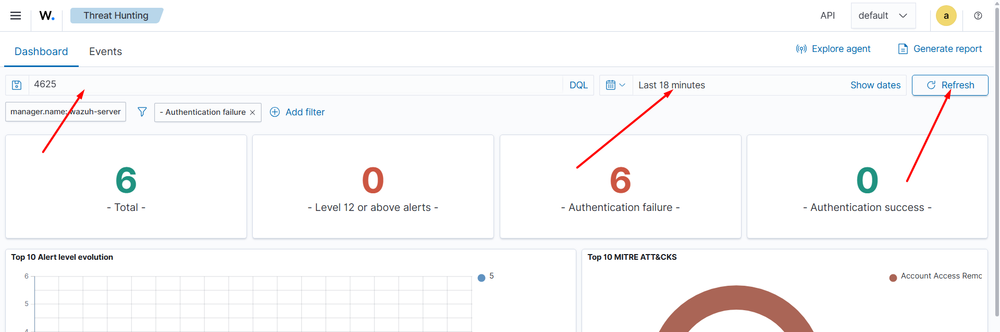 W.
Threat Hunting
API
default
a
Dashboard
Events
Explore agent
Generate report
4625
DQL
Last 18 minutes
Show dates
Refresh
manager.name: wazuh-server
- Authentication failure ×
Add filter
6
- Total -
0
- Level 12 or above alerts -
6
- Authentication failure -
0
- Authentication success -
Top 10 Alert level evolution
6
5
4
5
Top 10 MITRE ATT&CKS
Account Access Remo